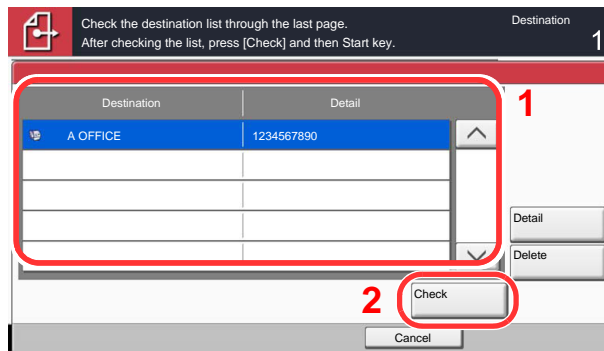 Check the destination list through the last page.
After checking the list, press [Check] and then Start key.
Destination
1
1
Destination Detail
A OFFICE 1234567890
Detail
Delete
2
Check
Cancel